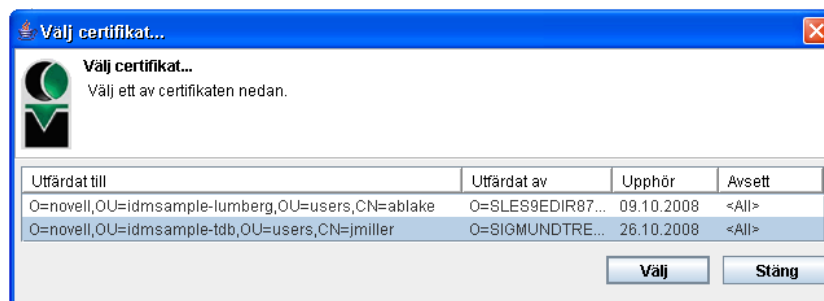 Välj certifikat...
Välj certifikat...
Välj ett av certifikaten nedan.
Utfärdat till Utfärdat av Upphör Avsett
O=novell,OU=idmsample-lumberg,OU=users,CN=ablake O=SLES9EDIR87... 09.10.2008 <All>
O=novell,OU=idmsample-tdb,OU=users,CN=jmiller O=SIGMUNDTRE... 26.10.2008 <All>
Välj Stäng